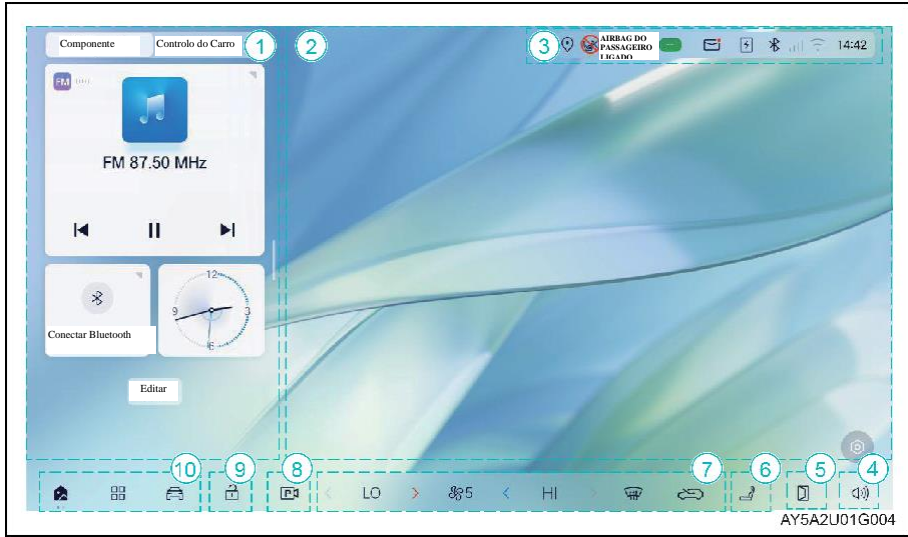 Componente
Controlo do Carro
1
2
3
AIRBAG DO
PASSAGEIRO
LIGADO
14:42
FM
FM 87.50 MHz
12
3
6
9
Conectar Bluetooth
Editar
10
9
8
7
6
5
4
P
LO
5
HI
AY5A2U01G004